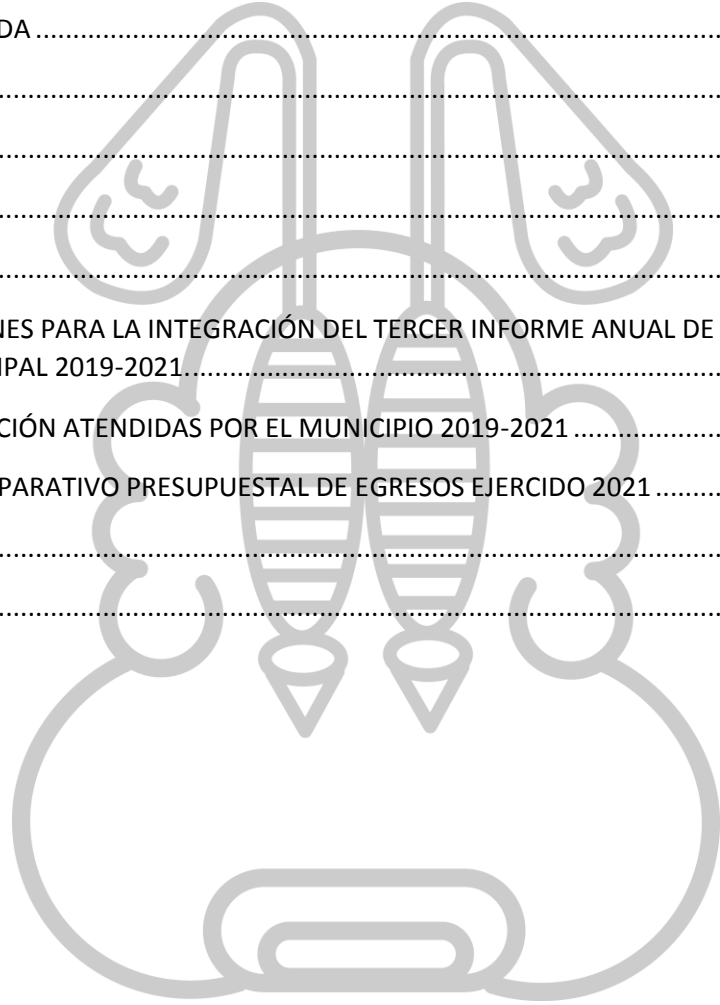 DA ........................................................................................................................
........................................................................................................................
........................................................................................................................
........................................................................................................................
........................................................................................................................
NES PARA LA INTEGRACIÓN DEL TERCER INFORME ANUAL DE
IPAL 2019-2021........................................................................................
CIÓN ATENDIDAS POR EL MUNICIPIO 2019-2021 ........................
PARATIVO PRESUPUESTAL DE EGRESOS EJERCIDO 2021 ..........
........................................................................................................................
........................................................................................................................